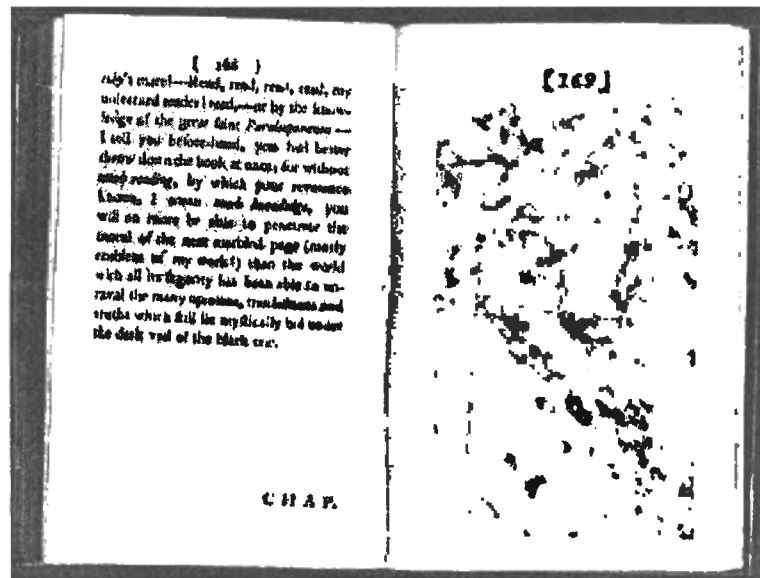 [ 168 ]
read, read, read, my
unlearned reader! read,—or by the know-
ledge of the great saint Paraleipomenon —
I tell you before-hand, you had better
throw down the book at once; for without
much reading, by which your reverence
knows, I mean much knowledge, you
will no more be able to penetrate the
moral of the next marbled page (motly
emblem of my work!) than the world
with all its sagacity has been able to un-
raval the many opinions, transactions and
truths which still lie mystically hid under
the dark veil of the black one.
C H A P.
[169]